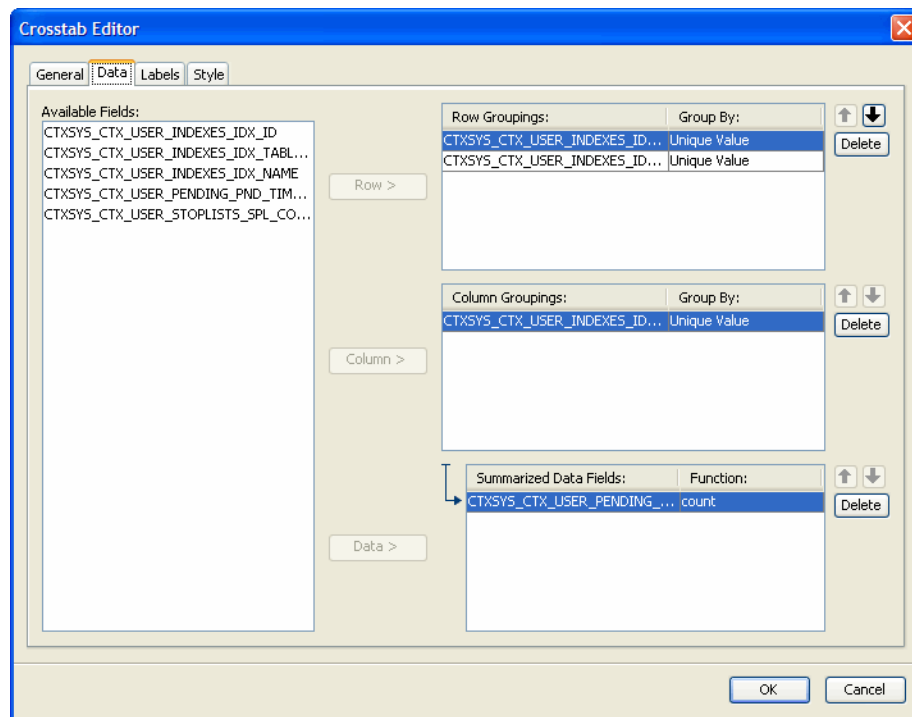 Crosstab Editor
General Data Labels Style
Available Fields:
CTXSYS_CTX_USER_INDEXES_IDX_ID
CTXSYS_CTX_USER_INDEXES_IDX_TABL...
CTXSYS_CTX_USER_INDEXES_IDX_NAME
CTXSYS_CTX_USER_PENDING_PND_TIM...
CTXSYS_CTX_USER_STOPLISTS_SPL_CO...
Row >
Column >
Data >
Row Groupings: Group By:
CTXSYS_CTX_USER_INDEXES_ID... Unique Value
CTXSYS_CTX_USER_INDEXES_ID... Unique Value
Delete
Column Groupings: Group By:
CTXSYS_CTX_USER_INDEXES_ID... Unique Value
Delete
Summarized Data Fields: Function:
CTXSYS_CTX_USER_PENDING_... count
Delete
OK Cancel